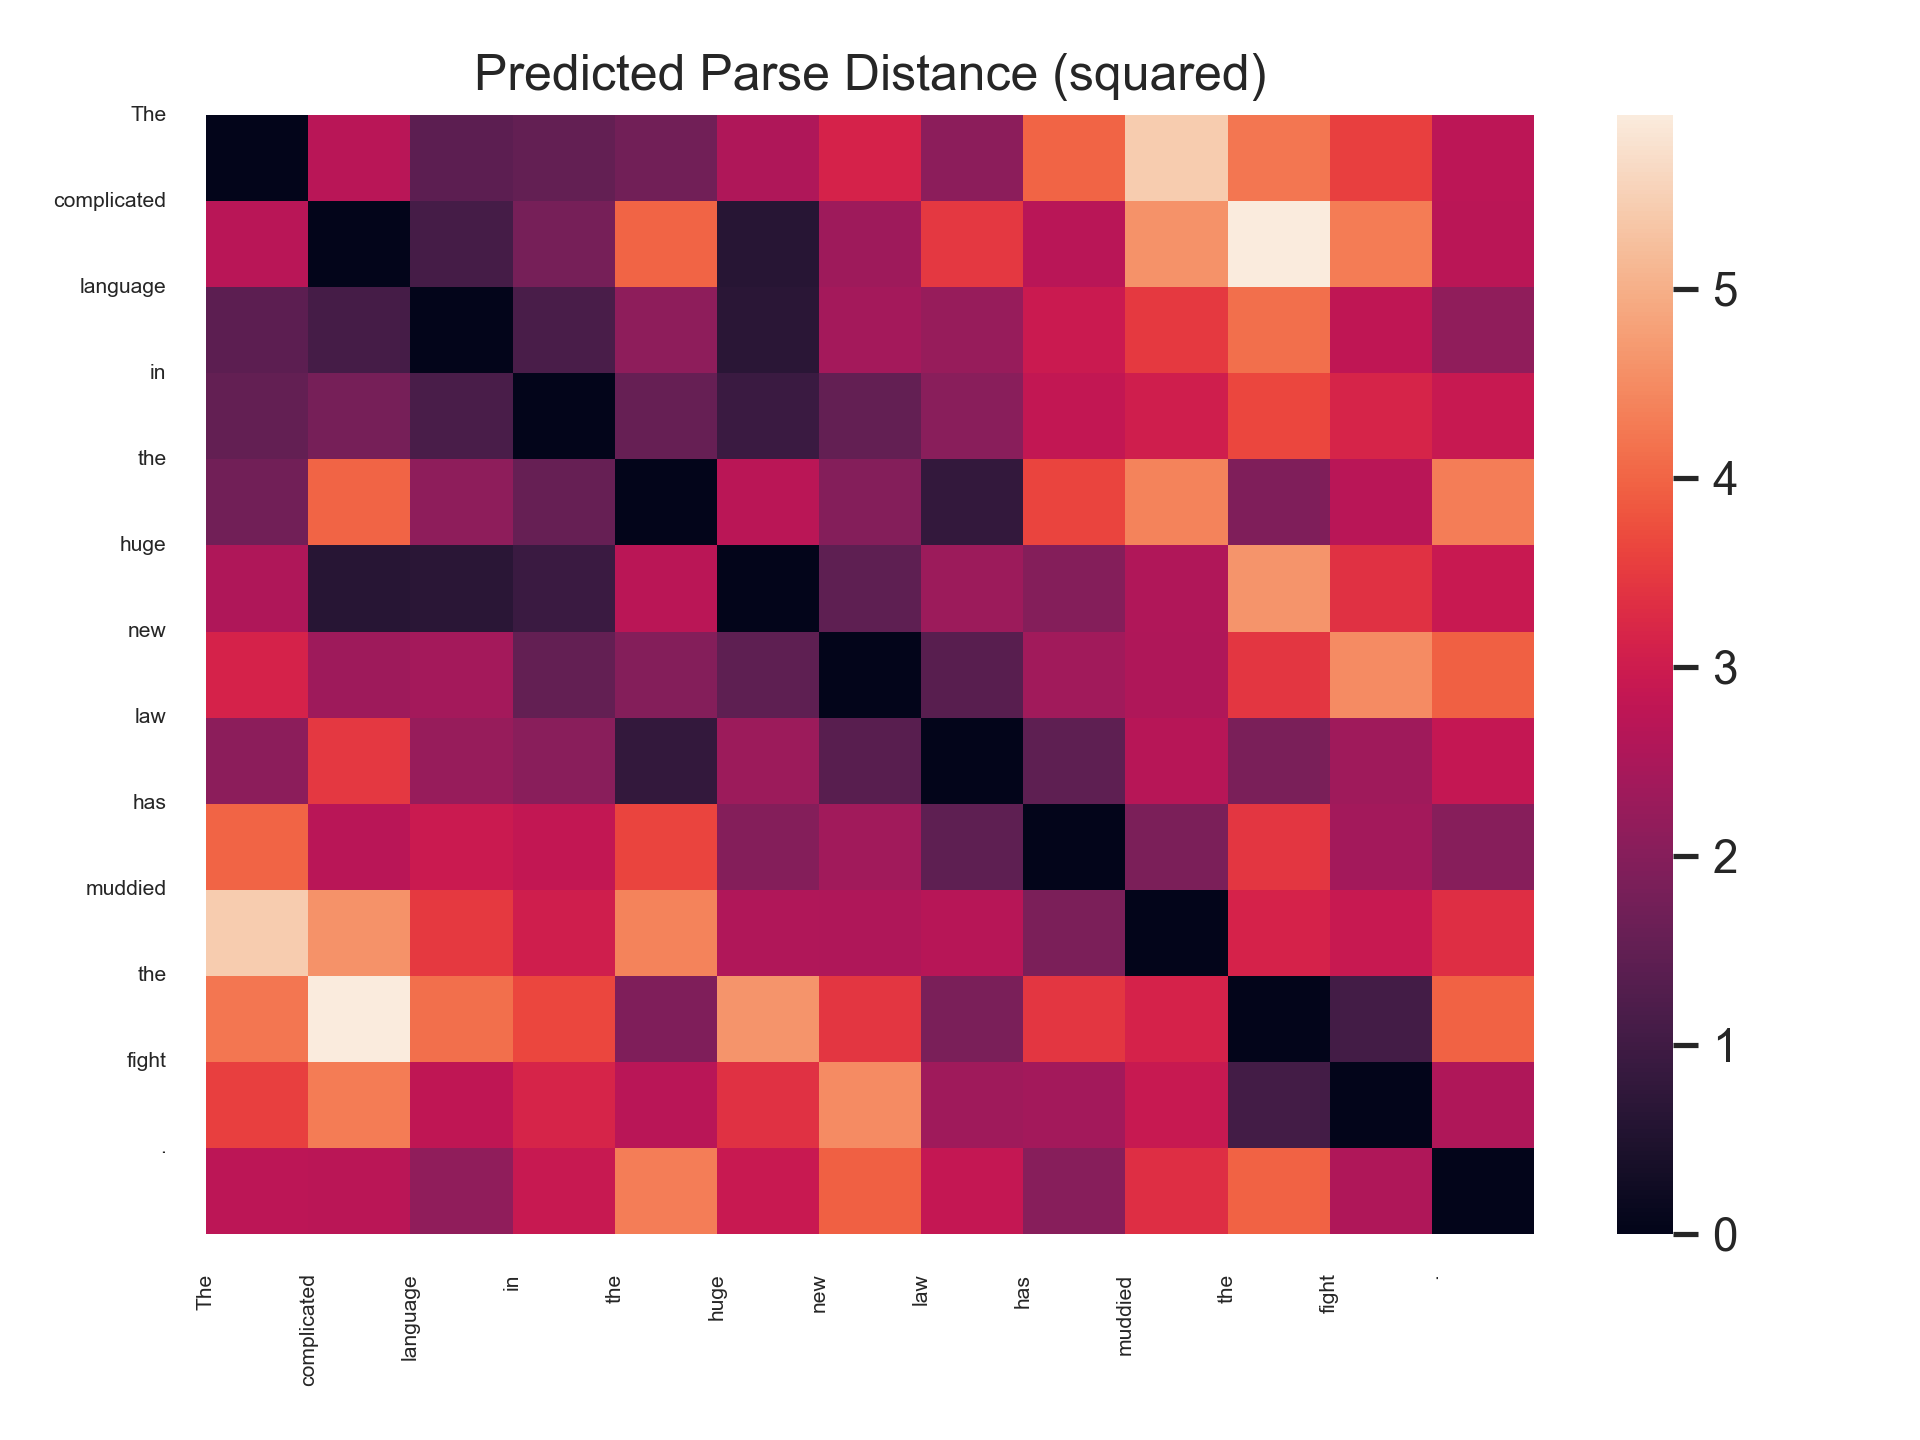 Predicted Parse Distance (squared)
The
complicated
language
in
the
huge
new
law
has
muddied
the
fight
.
The
complicated
language
in
the
huge
new
law
has
muddied
the
fight
.
5
4
3
2
1
0